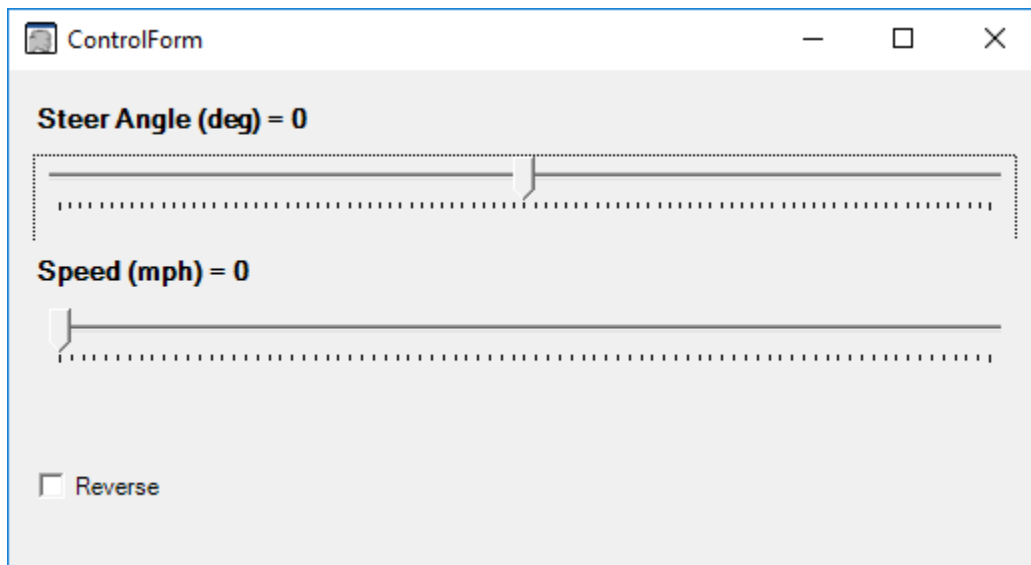 ControlForm
Steer Angle (deg) = 0
Speed (mph) = 0
Reverse